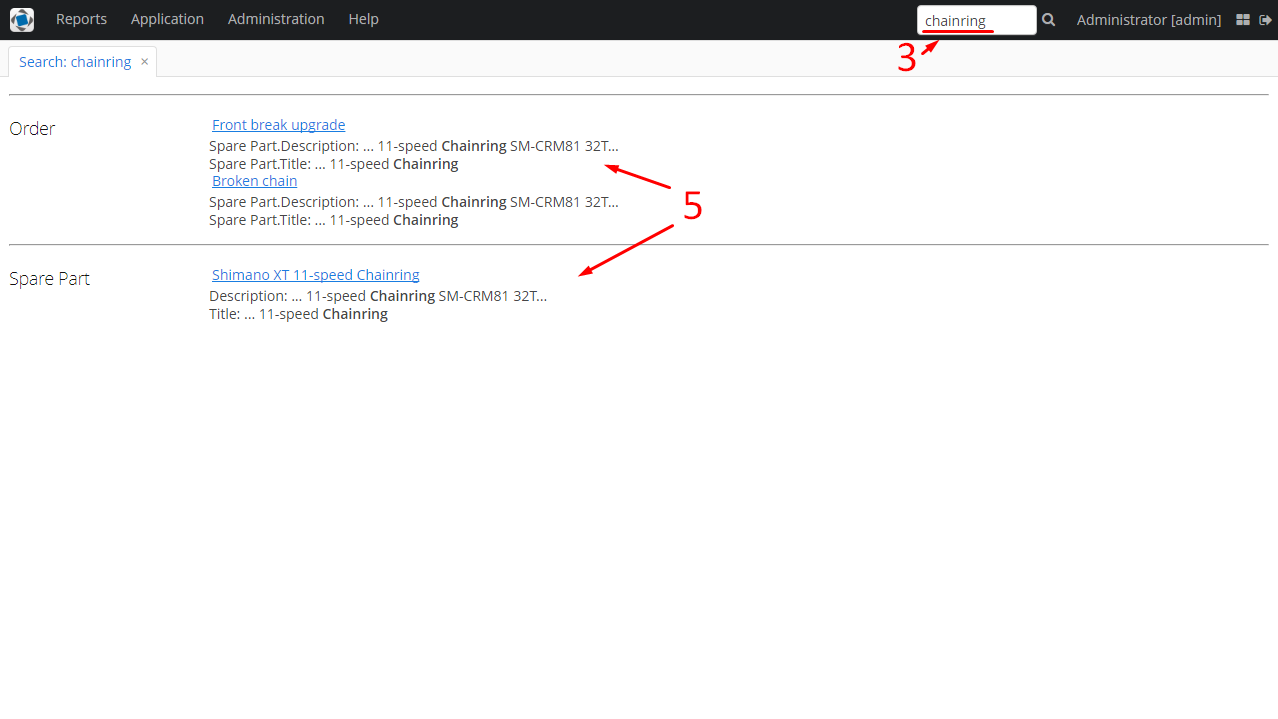 Reports Application Administration Help chainring Administrator [admin]
3
Search: chainring ×
Order
Front break upgrade
Spare Part.Description: ... 11-speed Chainring SM-CRM81 32T...
Spare Part.Title: ... 11-speed Chainring
Broken chain
5
Spare Part.Description: ... 11-speed Chainring SM-CRM81 32T...
Spare Part.Title: ... 11-speed Chainring
Spare Part
Shimano XT 11-speed Chainring
Description: ... 11-speed Chainring SM-CRM81 32T...
Title: ... 11-speed Chainring